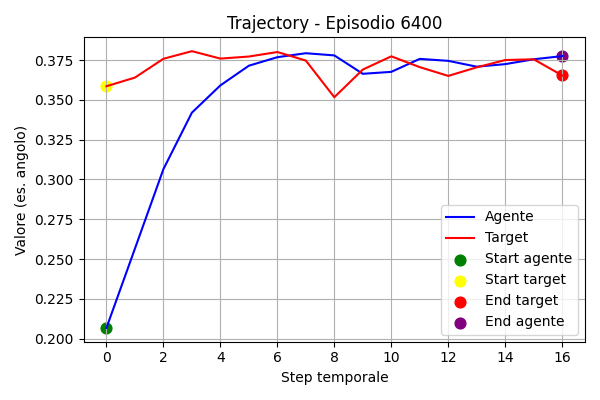 Trajectory - Episodio 6400
Valore (es. angolo)
0.375
0.350
0.325
0.300
0.275
0.250
0.225
0.200
0 2 4 6 8 10 12 14 16
Step temporale
Agente
Target
Start agente
Start target
End target
End agente